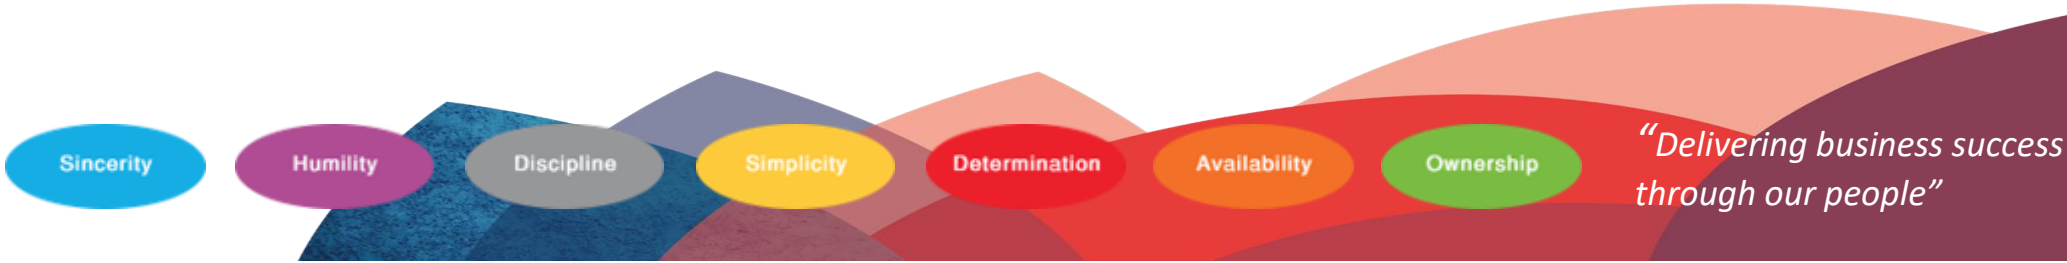 Sincerity
Humility
Discipline
Simplicity
Determination
Availability
Ownership
“Delivering business success
through our people”